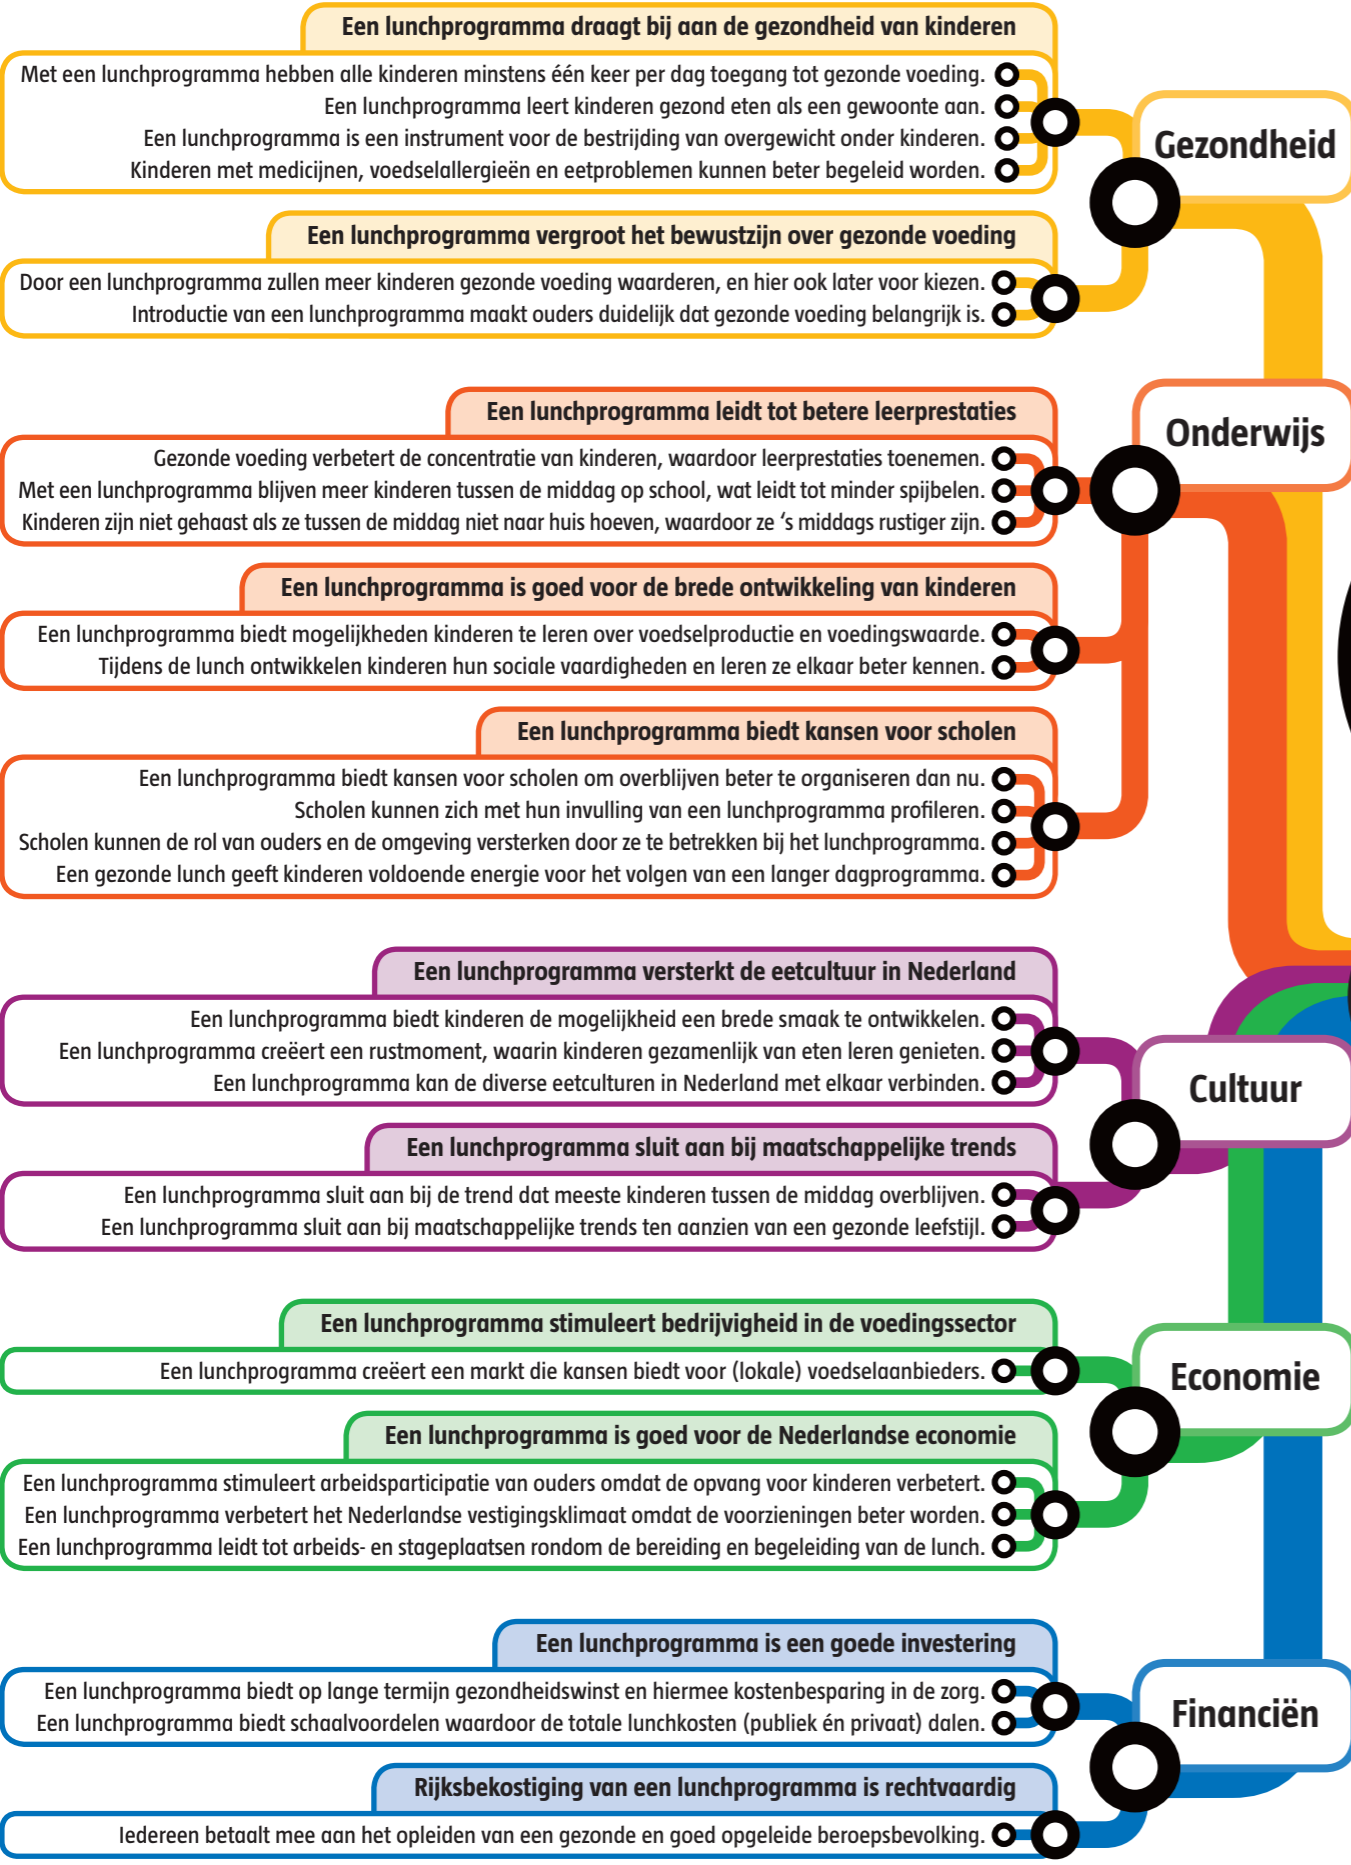 Een lunchprogramma draagt bij aan de gezondheid van kinderen
Met een lunchprogramma hebben alle kinderen minstens één keer per dag toegang tot gezonde voeding.
Een lunchprogramma leert kinderen gezond eten als een gewoonte aan.
Een lunchprogramma is een instrument voor de bestrijding van overgewicht onder kinderen.
Kinderen met medicijnen, voedselallergieën en eetproblemen kunnen beter begeleid worden.
Gezondheid
Een lunchprogramma vergroot het bewustzijn over gezonde voeding
Door een lunchprogramma zullen meer kinderen gezonde voeding waarderen, en hier ook later voor kiezen.
Introductie van een lunchprogramma maakt ouders duidelijk dat gezonde voeding belangrijk is.
Een lunchprogramma leidt tot betere leerprestaties
Onderwijs
Gezonde voeding verbetert de concentratie van kinderen, waardoor leerprestaties toenemen.
Met een lunchprogramma blijven meer kinderen tussen de middag op school, wat leidt tot minder spijbelen.
Kinderen zijn niet gehaast als ze tussen de middag niet naar huis hoeven, waardoor ze ‘s middags rustiger zijn.
Een lunchprogramma is goed voor de brede ontwikkeling van kinderen
Een lunchprogramma biedt mogelijkheden kinderen te leren over voedselproductie en voedingswaarde.
Tijdens de lunch ontwikkelen kinderen hun sociale vaardigheden en leren ze elkaar beter kennen.
Een lunchprogramma biedt kansen voor scholen
Een lunchprogramma biedt kansen voor scholen om overblijven beter te organiseren dan nu.
Scholen kunnen zich met hun invulling van een lunchprogramma profileren.
Scholen kunnen de rol van ouders en de omgeving versterken door ze te betrekken bij het lunchprogramma.
Een gezonde lunch geeft kinderen voldoende energie voor het volgen van een langer dagprogramma.
Een lunchprogramma versterkt de eetcultuur in Nederland
Een lunchprogramma biedt kinderen de mogelijkheid een brede smaak te ontwikkelen.
Een lunchprogramma creëert een rustmoment, waarin kinderen gezamenlijk van eten leren genieten.
Een lunchprogramma kan de diverse eetculturen in Nederland met elkaar verbinden.
Cultuur
Een lunchprogramma sluit aan bij maatschappelijke trends
Een lunchprogramma sluit aan bij de trend dat meeste kinderen tussen de middag overblijven.
Een lunchprogramma sluit aan bij maatschappelijke trends ten aanzien van een gezonde leefstijl.
Een lunchprogramma stimuleert bedrijvigheid in de voedingssector
Een lunchprogramma creëert een markt die kansen biedt voor (lokale) voedselaanbieders.
Economie
Een lunchprogramma is goed voor de Nederlandse economie
Een lunchprogramma stimuleert arbeidsparticipatie van ouders omdat de opvang voor kinderen verbetert.
Een lunchprogramma verbetert het Nederlandse vestigingsklimaat omdat de voorzieningen beter worden.
Een lunchprogramma leidt tot arbeids- en stageplaatsen rondom de bereiding en begeleiding van de lunch.
Een lunchprogramma is een goede investering
Een lunchprogramma biedt op lange termijn gezondheidswinst en hiermee kostenbesparing in de zorg.
Een lunchprogramma biedt schaalvoordelen waardoor de totale lunchkosten (publiek én privaat) dalen.
Financiën
Rijksbekostiging van een lunchprogramma is rechtvaardig
Iedereen betaalt mee aan het opleiden van een gezonde en goed opgeleide beroepsbevolking.